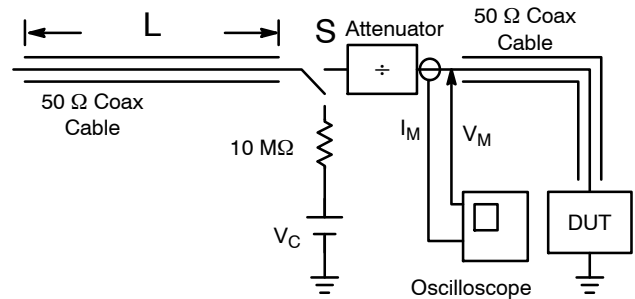 L
S
Attenuator
÷
50 Ω Coax
Cable
50 Ω Coax
Cable
I_M
V_M
10 MΩ
V_C
DUT
Oscilloscope